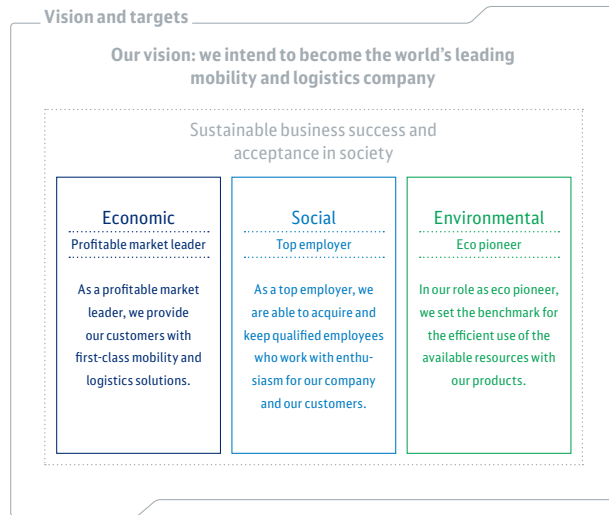 Vision and targets
Our vision: we intend to become the world's leading
mobility and logistics company
Sustainable business success and
acceptance in society
Economic
Profitable market leader
As a profitable market
leader, we provide
our customers with
first-class mobility and
logistics solutions.
Social
Top employer
As a top employer, we
are able to acquire and
keep qualified employees
who work with enthu-
siasm for our company
and our customers.
Environmental
Eco pioneer
In our role as eco pioneer,
we set the benchmark for
the efficient use of the
available resources with
our products.